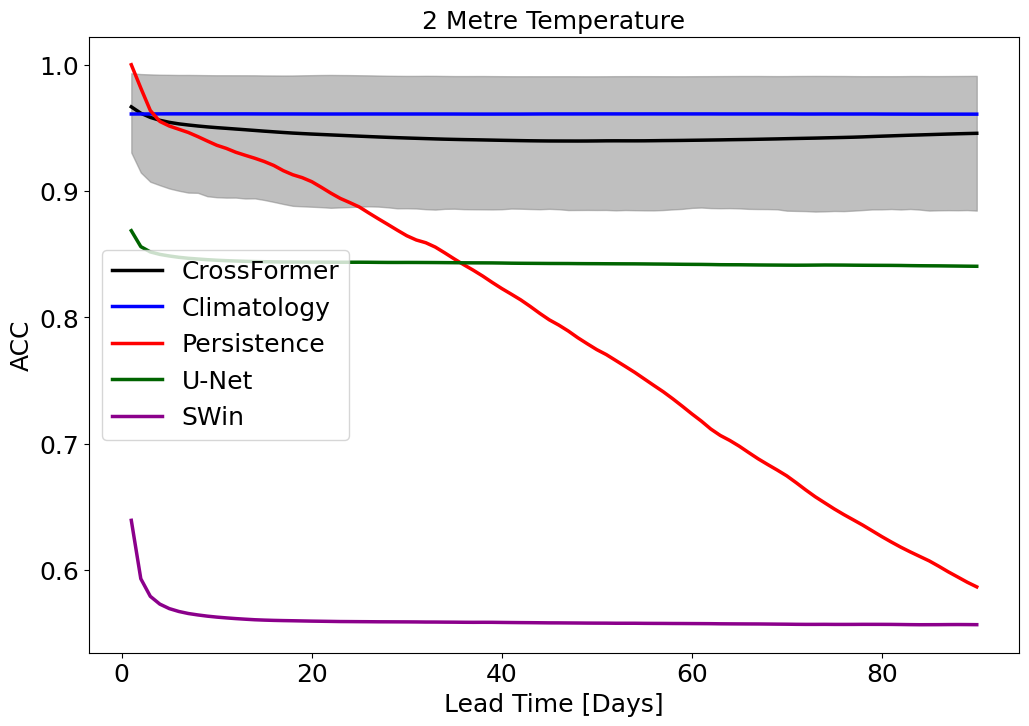 2 Metre Temperature
ACC
1.0
0.9
0.8
0.7
0.6
CrossFormer
Climatology
Persistence
U-Net
SWin
0 20 40 60 80
Lead Time [Days]